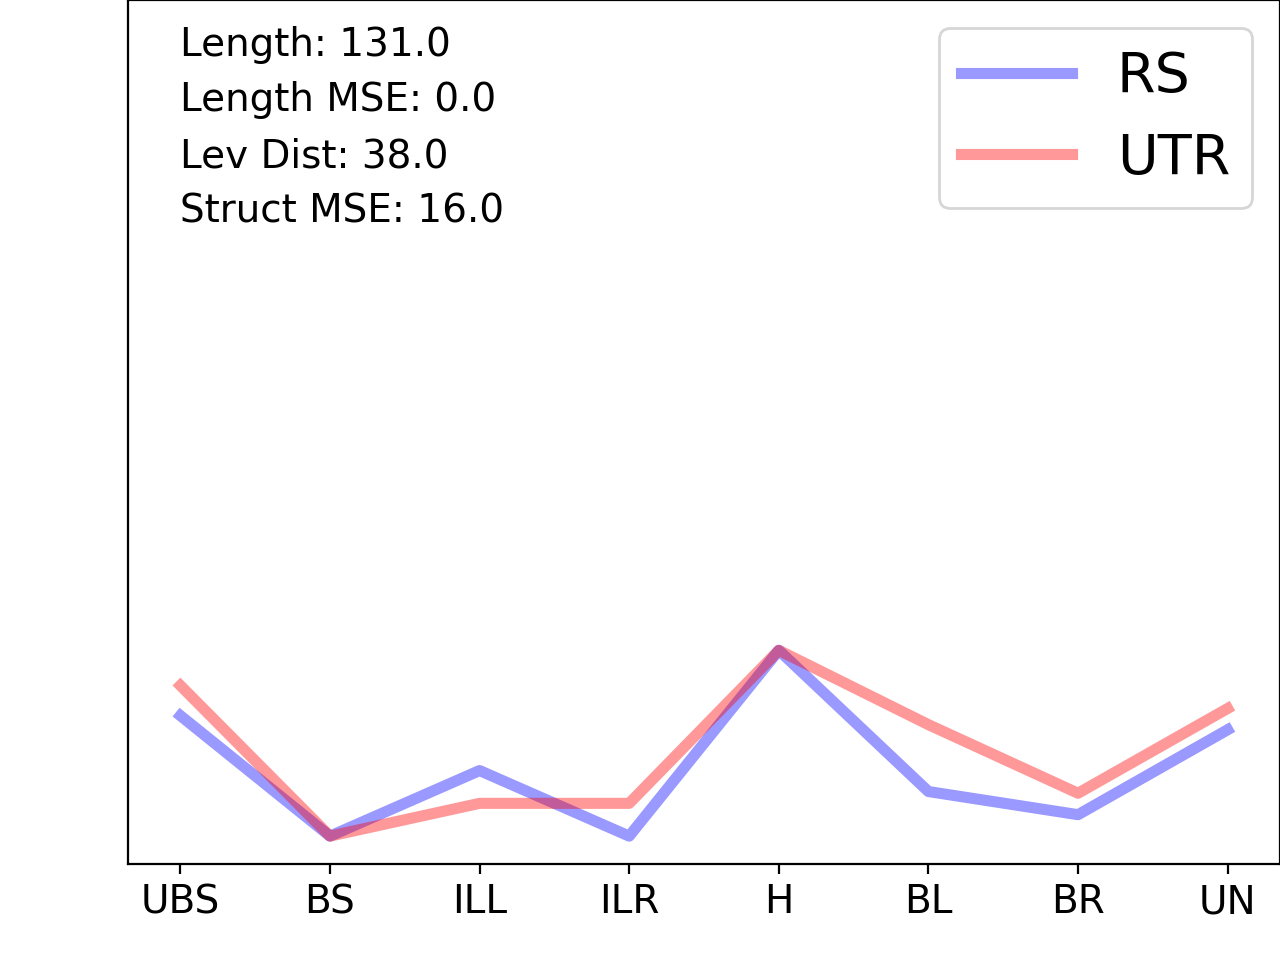 Length: 131.0
Length MSE: 0.0
Lev Dist: 38.0
Struct MSE: 16.0
RS
UTR
UBS BS ILL ILR H BL BR UN